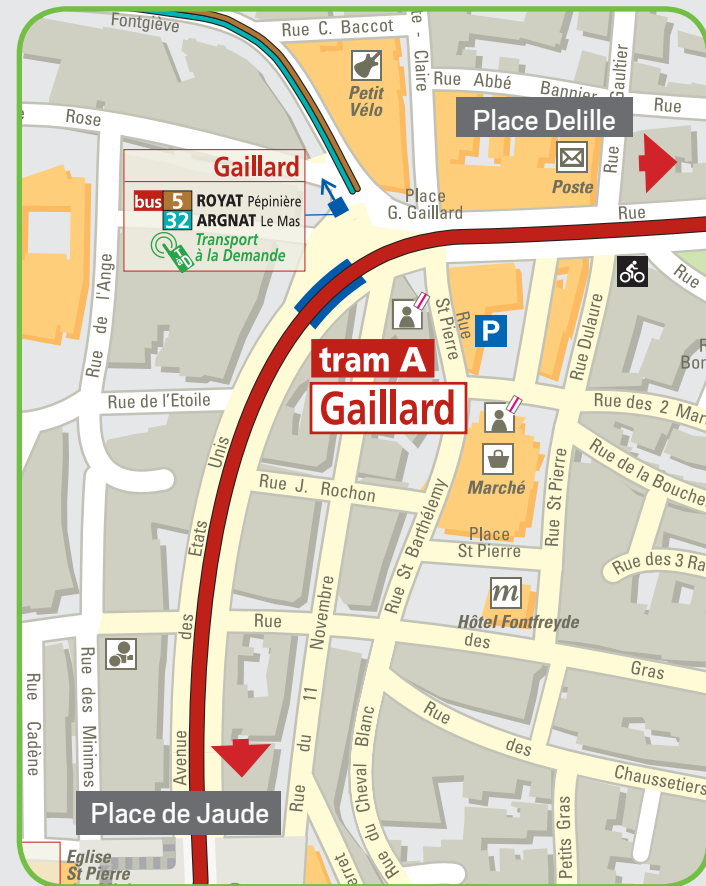 Fontgiève
Rue C. Baccot
te - Claire
Rue Abbé Bannier
Gaultier
Rue
Rue
Rose
Petit
Vélo
Place Delille
Poste
Gaillard
bus 5 ROYAT Pépinière
32 ARGNAT Le Mas
TàD
Transport
à la Demande
Place
G. Gaillard
Rue
Rue
Rue de l'Ange
Rue
St Pierre
P
Rue Dulaure
tram A
Gaillard
Rue de l'Etoile
Rue des 2 Mar
Rue de la Bouche
Marché
Rue J. Rochon
Rue St Barthélemy
Rue St Pierre
Place
St Pierre
Rue des 3 Ra
m
Hôtel Fontfreyde
Rue des Gras
Avenue des Etats Unis
Rue du 11 Novembre
Rue Cadène
Rue des Minimes
Rue des Chaussetiers
Rue du Cheval Blanc
Petits Gras
Place de Jaude
Eglise
St Pierre
erret